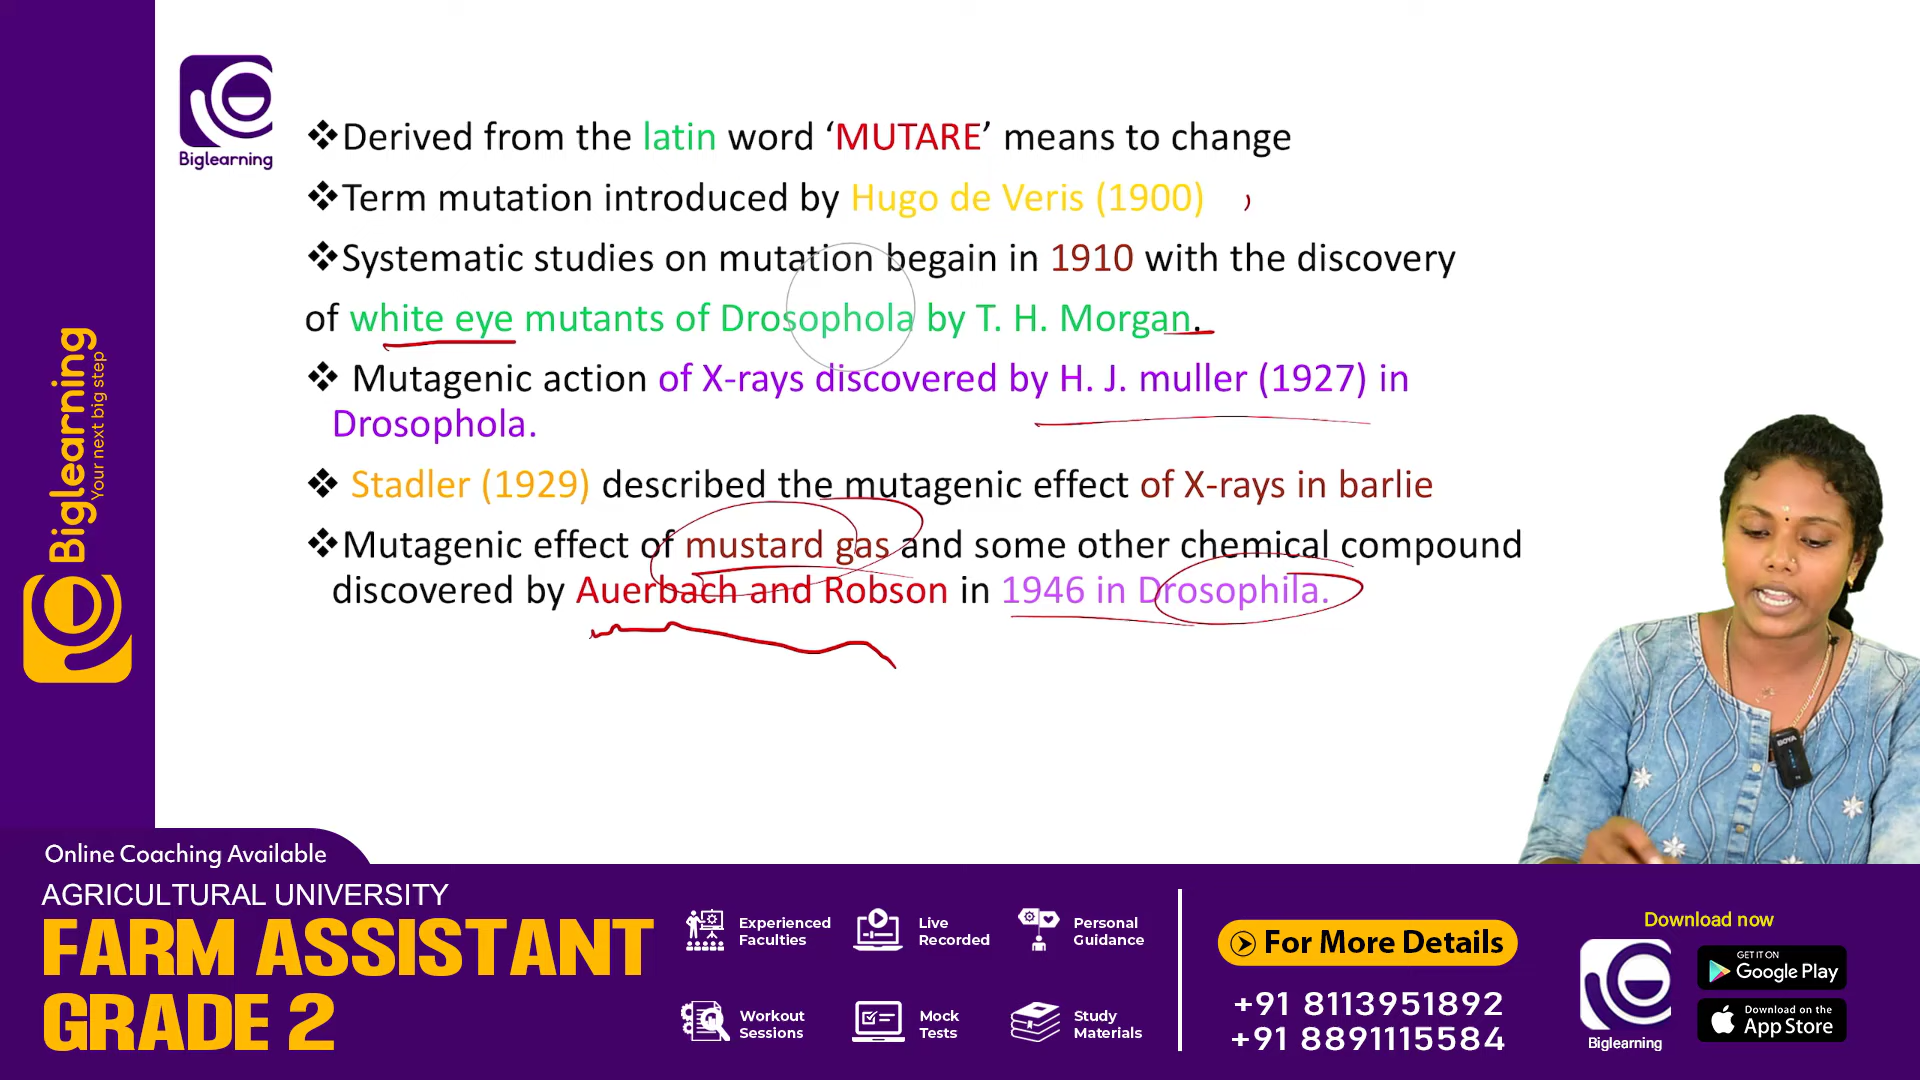 Biglearning
❖Derived from the latin word ‘MUTARE’ means to change
❖Term mutation introduced by Hugo de Veris (1900)
❖Systematic studies on mutation begain in 1910 with the discovery
of white eye mutants of Drosophola by T. H. Morgan.
❖ Mutagenic action of X-rays discovered by H. J. muller (1927) in
Drosophola.
❖ Stadler (1929) described the mutagenic effect of X-rays in barlie
❖Mutagenic effect of mustard gas and some other chemical compound
discovered by Auerbach and Robson in 1946 in Drosophila.
Biglearning
Your next big step
BOYA
Online Coaching Available
AGRICULTURAL UNIVERSITY
FARM ASSISTANT
GRADE 2
Experienced
Faculties
Live
Recorded
Personal
Guidance
Workour
Sessions
Mock
Tests
Study
Materials
For More Details
+91 8113951892
+91 8891115584
Download now
Biglearning
GET IT ON
Google Play
Download on the
App Store